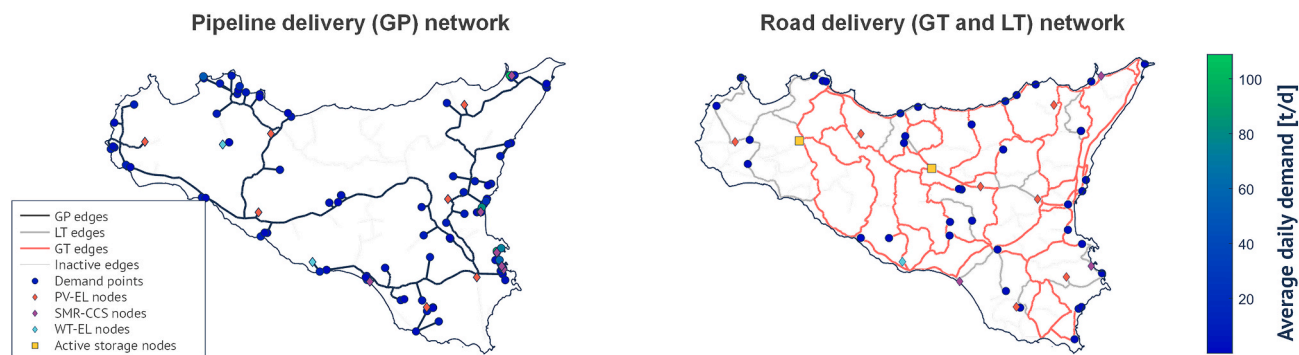 Pipeline delivery (GP) network
Road delivery (GT and LT) network
GP edges
LT edges
GT edges
Inactive edges
Demand points
PV-EL nodes
SMR-CCS nodes
WT-EL nodes
Active storage nodes
100
80
60
40
20
Average daily demand [t/d]